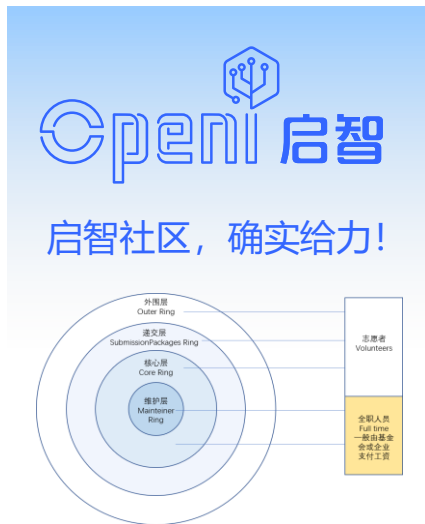 OpenI 启智
启智社区，确实给力！
外围层
Outer Ring
递交层
SubmissionPackages Ring
核心层
Core Ring
维护层
Mainteiner
Ring
志愿者
Volunteers
全职人员
Full time
一般由基金
会或企业
支付工资